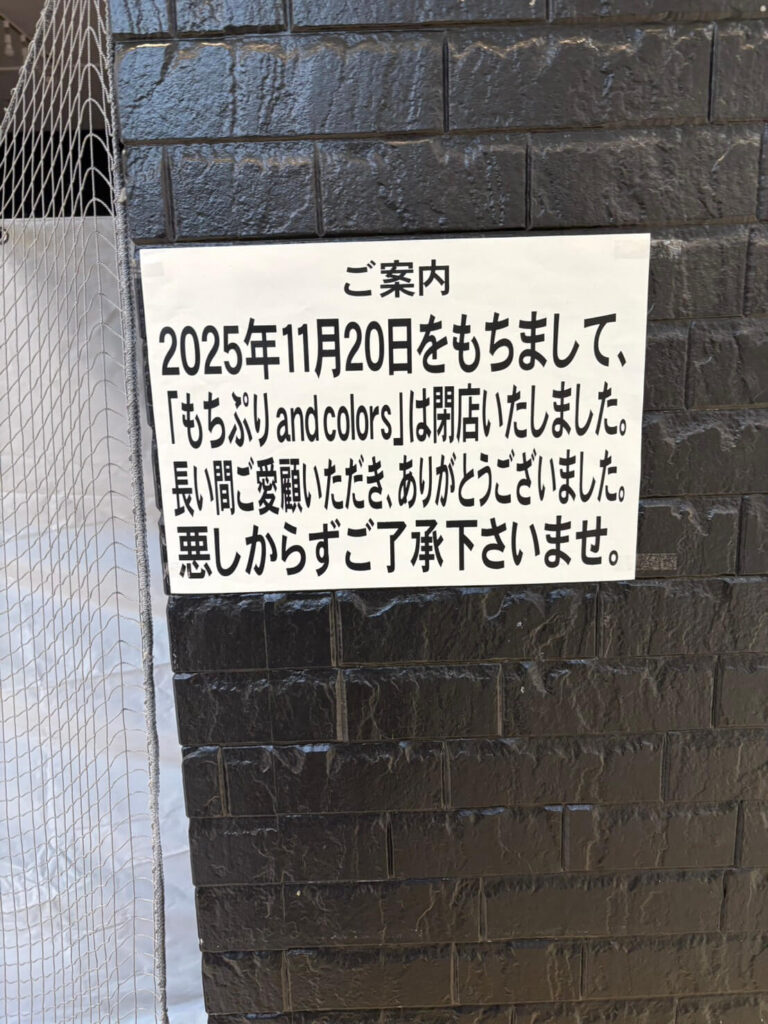 ご案内
2025年11月20日をもちまして、
「もちぷり and colors」は閉店いたしました。
長い間ご愛顧いただき、ありがとうございました。
悪しからずご了承下さいませ。